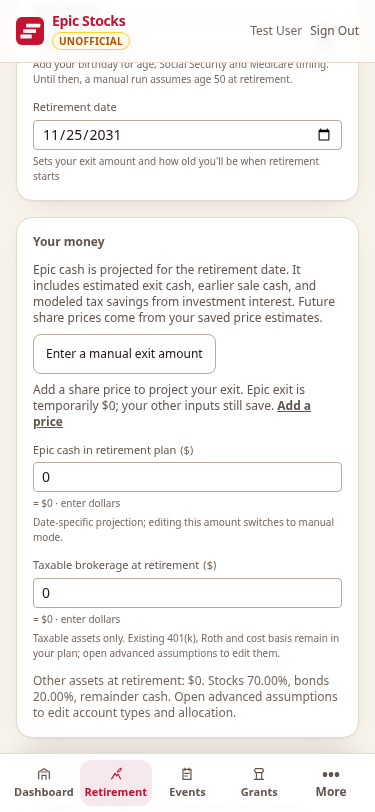 Epic Stocks
UNOFFICIAL
Test User Sign Out
Add your birthday for age, Social Security and Medicare timing.
Until then, a manual run assumes age 50 at retirement.
Retirement date
11/25/2031
Sets your exit amount and how old you'll be when retirement
starts
Your money
Epic cash is projected for the retirement date. It
includes estimated exit cash, earlier sale cash, and
modeled tax savings from investment interest. Future
share prices come from your saved price estimates.
Enter a manual exit amount
Add a share price to project your exit. Epic exit is
temporarily $0; your other inputs still save. Add a
price
Epic cash in retirement plan ($)
0
= $0 · enter dollars
Date-specific projection; editing this amount switches to manual
mode.
Taxable brokerage at retirement ($)
0
= $0 · enter dollars
Taxable assets only. Existing 401(k), Roth and cost basis remain in
your plan; open advanced assumptions to edit them.
Other assets at retirement: $0. Stocks 70.00%, bonds
20.00%, remainder cash. Open advanced assumptions
to edit account types and allocation.
Dashboard Retirement Events Grants More